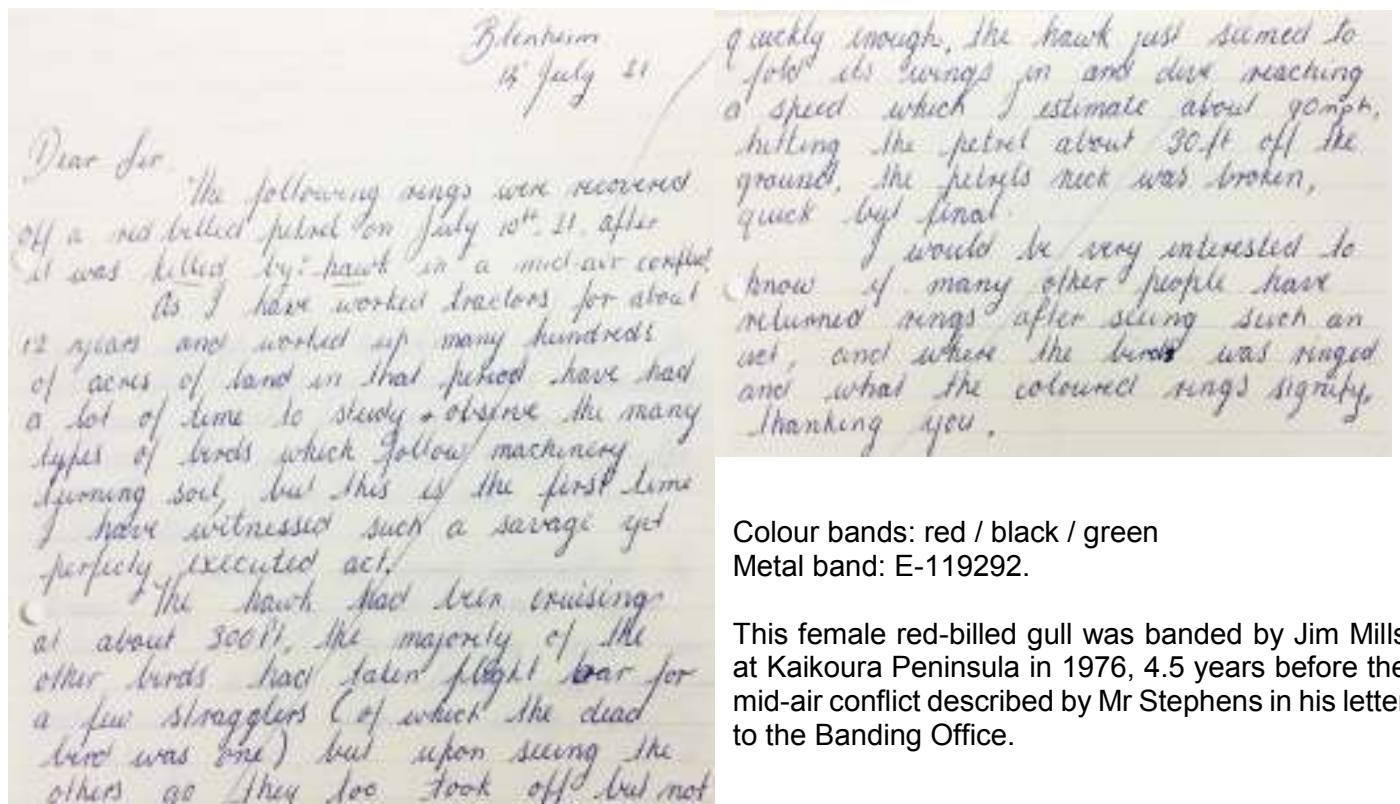 Blenheim
July 81
Dear Sir.
The following rings were recovered
off a red billed petrel on July 10th. 81. after
it was killed by hawk in a mid-air conflict.
As I have worked tractors for about
12 years and worked up many hundreds
of acres of land in that period have had
a lot of time to study + observe the many
types of birds which follow machinery
turning soil, but this is the first time
I have witnessed such a savage yet
perfectly executed act.
The hawk had been cruising
at about 300ft, the majority of the
other birds had taken flight bar for
a few stragglers (of which the dead
bird was one) but upon seeing the
others go they too took off but not
quickly enough, the hawk just seemed to
fold its wings in and dive reaching
a speed which I estimate about 90mph,
hitting the petrel about 30ft off the
ground, the petrels neck was broken,
quick but final.
I would be very interested to
know if many other people have
returned rings after seeing such an
act, and where the birds was ringed
and what the coloured rings signify,
thanking you.
Colour bands: red / black / green
Metal band: E-119292.
This female red-billed gull was banded by Jim Mills
at Kaikoura Peninsula in 1976, 4.5 years before the
mid-air conflict described by Mr Stephens in his letter
to the Banding Office.